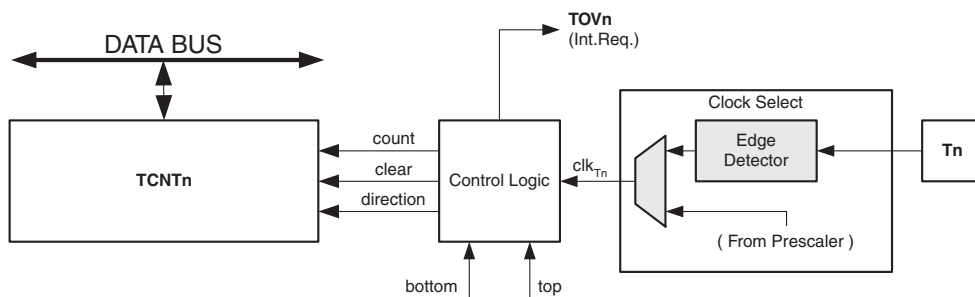 TOVn
(Int.Req.)
DATA BUS
Clock Select
count
Edge
Detector
Tn
TCNTn
clear
Control Logic
clkTn
direction
( From Prescaler )
bottom
top